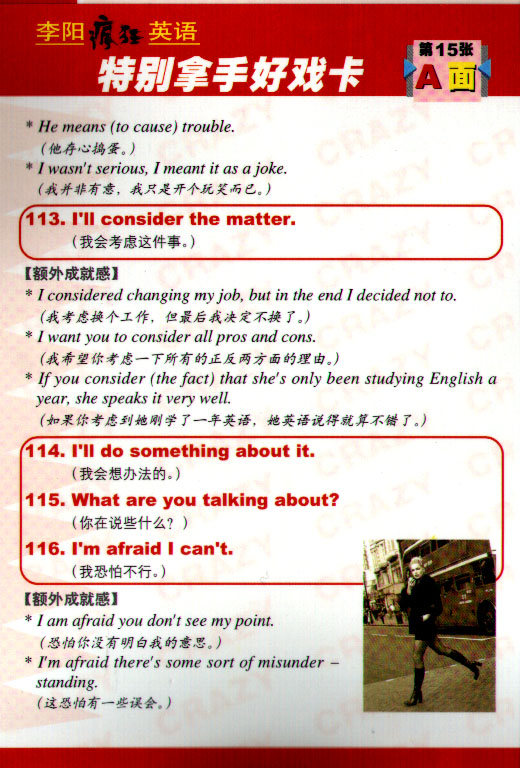 李阳疯狂英语
特别拿手好戏卡
第15张
A面
* He means (to cause) trouble.
(他存心捣蛋。)
* I wasn't serious, I meant it as a joke.
(我并非有意，我只是开个玩笑而已。)
113. I'll consider the matter.
(我会考虑这件事。)
【额外成就感】
* I considered changing my job, but in the end I decided not to.
(我考虑换个工作，但最后我决定不换了。)
* I want you to consider all pros and cons.
(我希望你考虑一下所有的正反两方面的理由。)
* If you consider (the fact) that she's only been studying English a
year, she speaks it very well.
(如果你考虑到她刚学了一年英语，她英语说得就算不错了。)
114. I'll do something about it.
(我会想办法的。)
115. What are you talking about?
(你在说些什么？)
116. I'm afraid I can't.
(我恐怕不行。)
【额外成就感】
* I am afraid you don't see my point.
(恐怕你没有明白我的意思。)
* I'm afraid there's some sort of misunder –
standing.
(这恐怕有一些误会。)